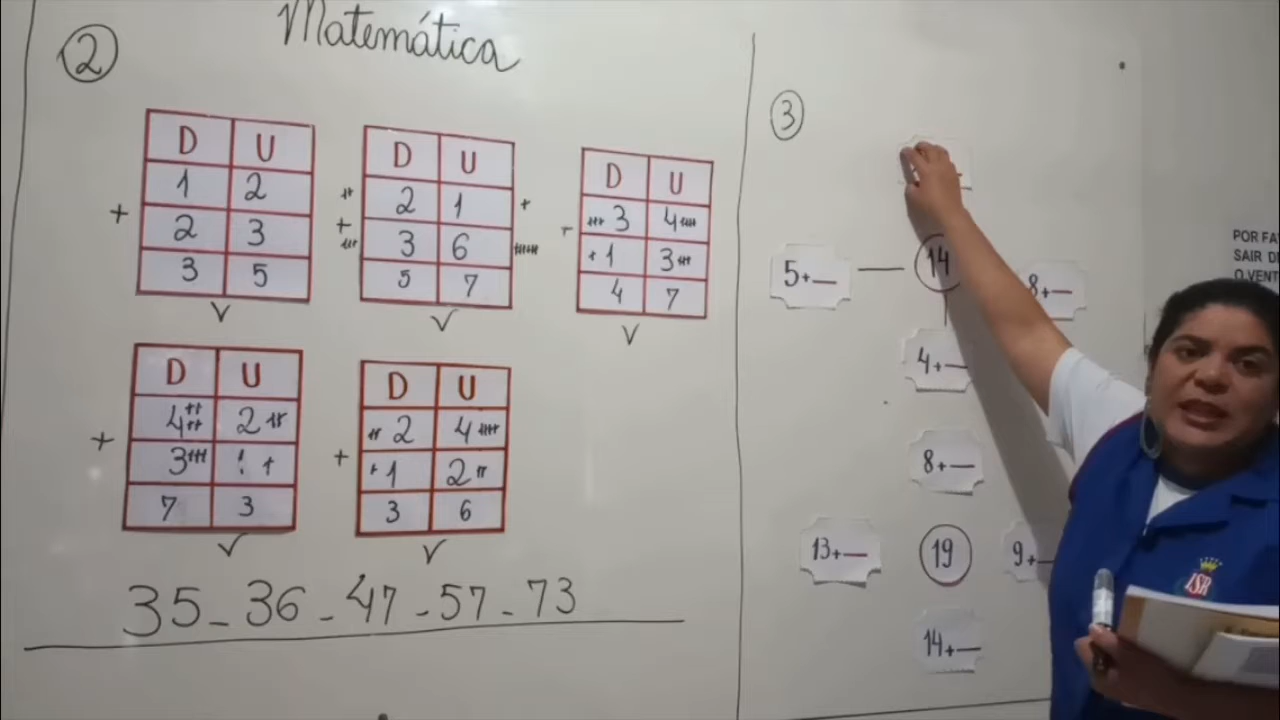 Matemática
2
D U
1 2
+ 2 3
3 5
D U
2 1
+ 3 6
5 7
D U
3 4
+ 1 3
4 7
D U
4 2
+ 3
7 3
D U
2 4
+ 1 2
3 6
35 - 36 - 47 - 57 - 73
3
5+__ 14 8+__
4+__
8+__
13+__ 19 9+__
14+__
POR FA
SAIR D
O VENT
LSR